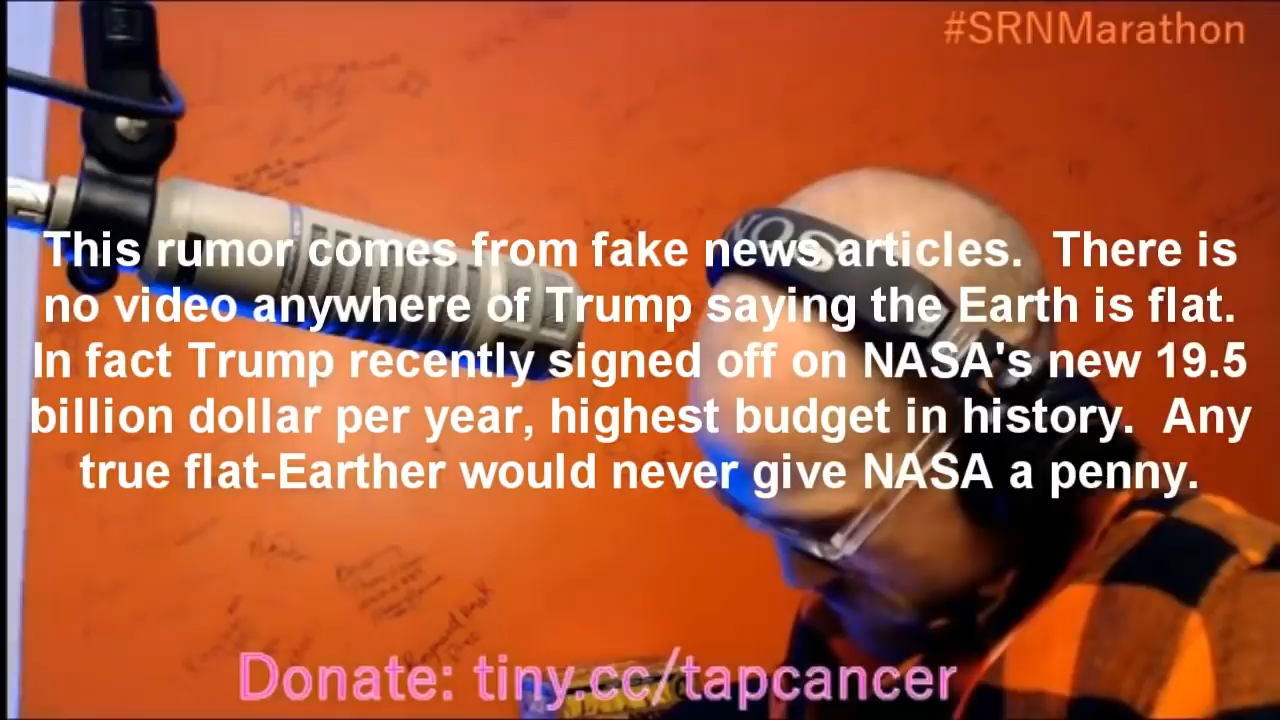 #SRNMarathon
This rumor comes from fake news articles.  There is
no video anywhere of Trump saying the Earth is flat.
In fact Trump recently signed off on NASA's new 19.5
billion dollar per year, highest budget in history.  Any
true flat-Earther would never give NASA a penny.
Donate: tiny.cc/tapcancer